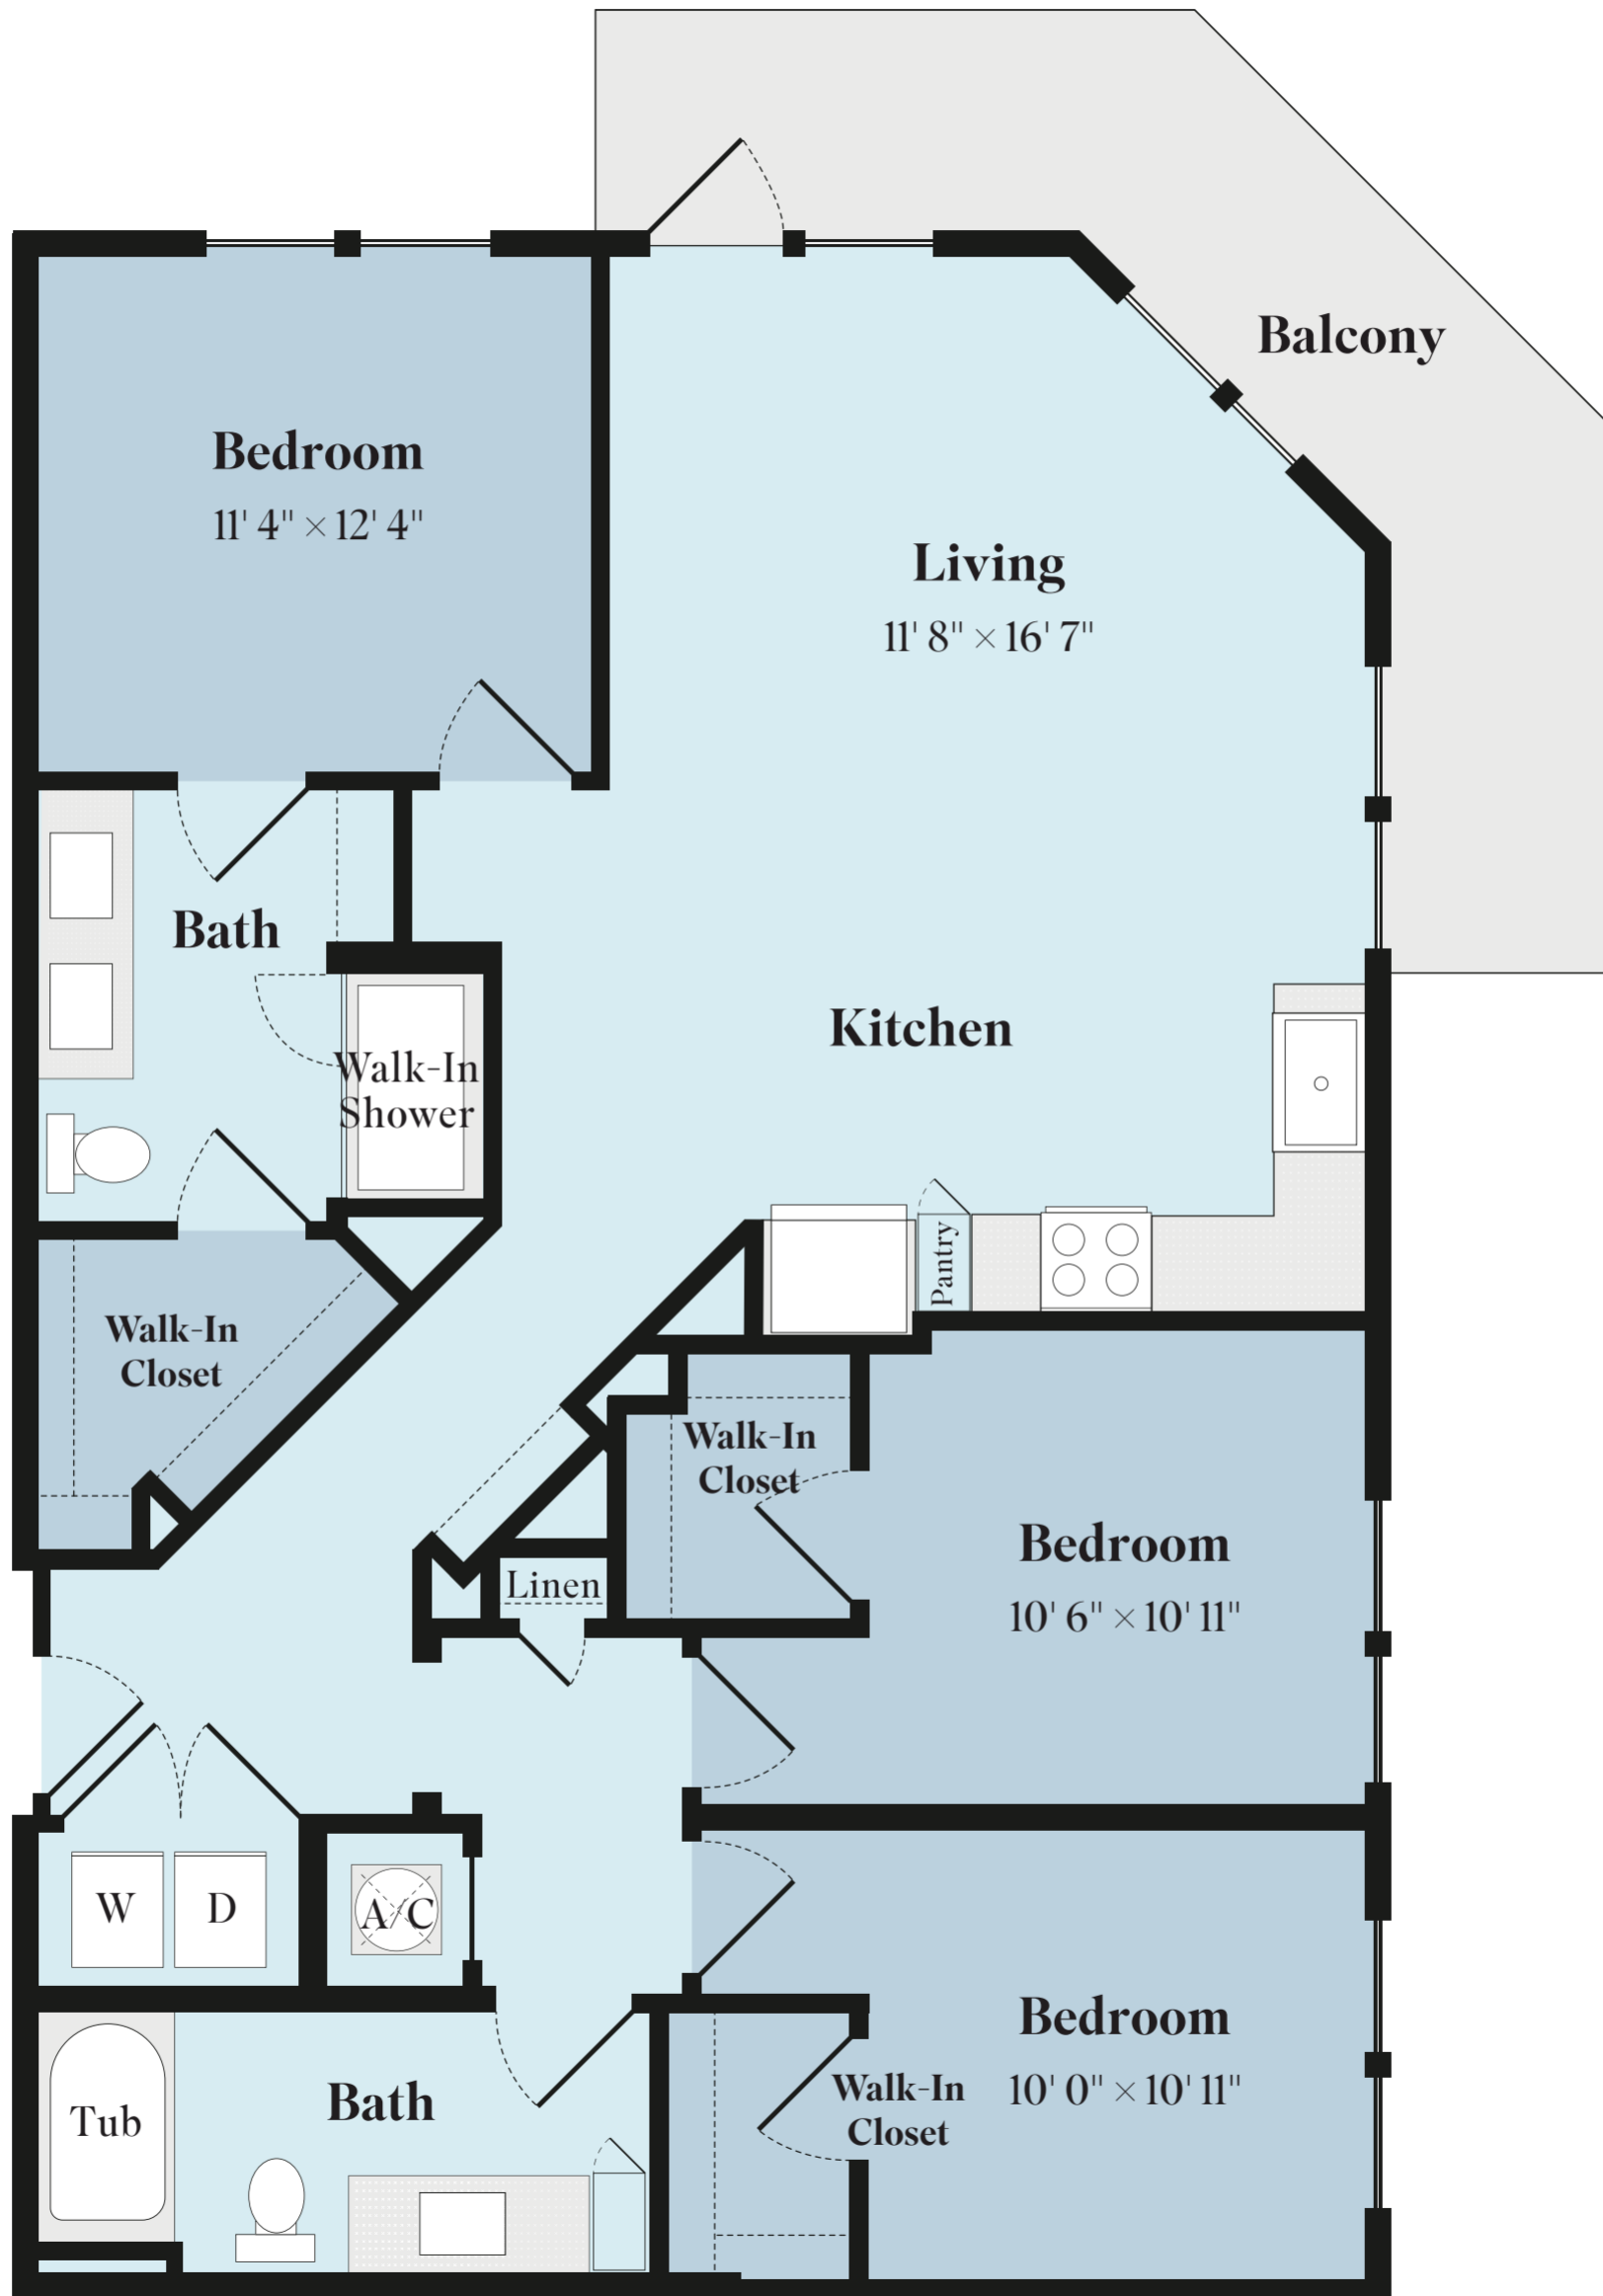 Balcony
Bedroom
11' 4" × 12' 4"
Living
11' 8" × 16' 7"
Bath
Kitchen
Walk-In
Shower
Pantry
Walk-In
Closet
Walk-In
Closet
Bedroom
10' 6" × 10' 11"
Linen
W
D
A/C
Bedroom
10' 0" × 10' 11"
Walk-In
Closet
Bath
Tub